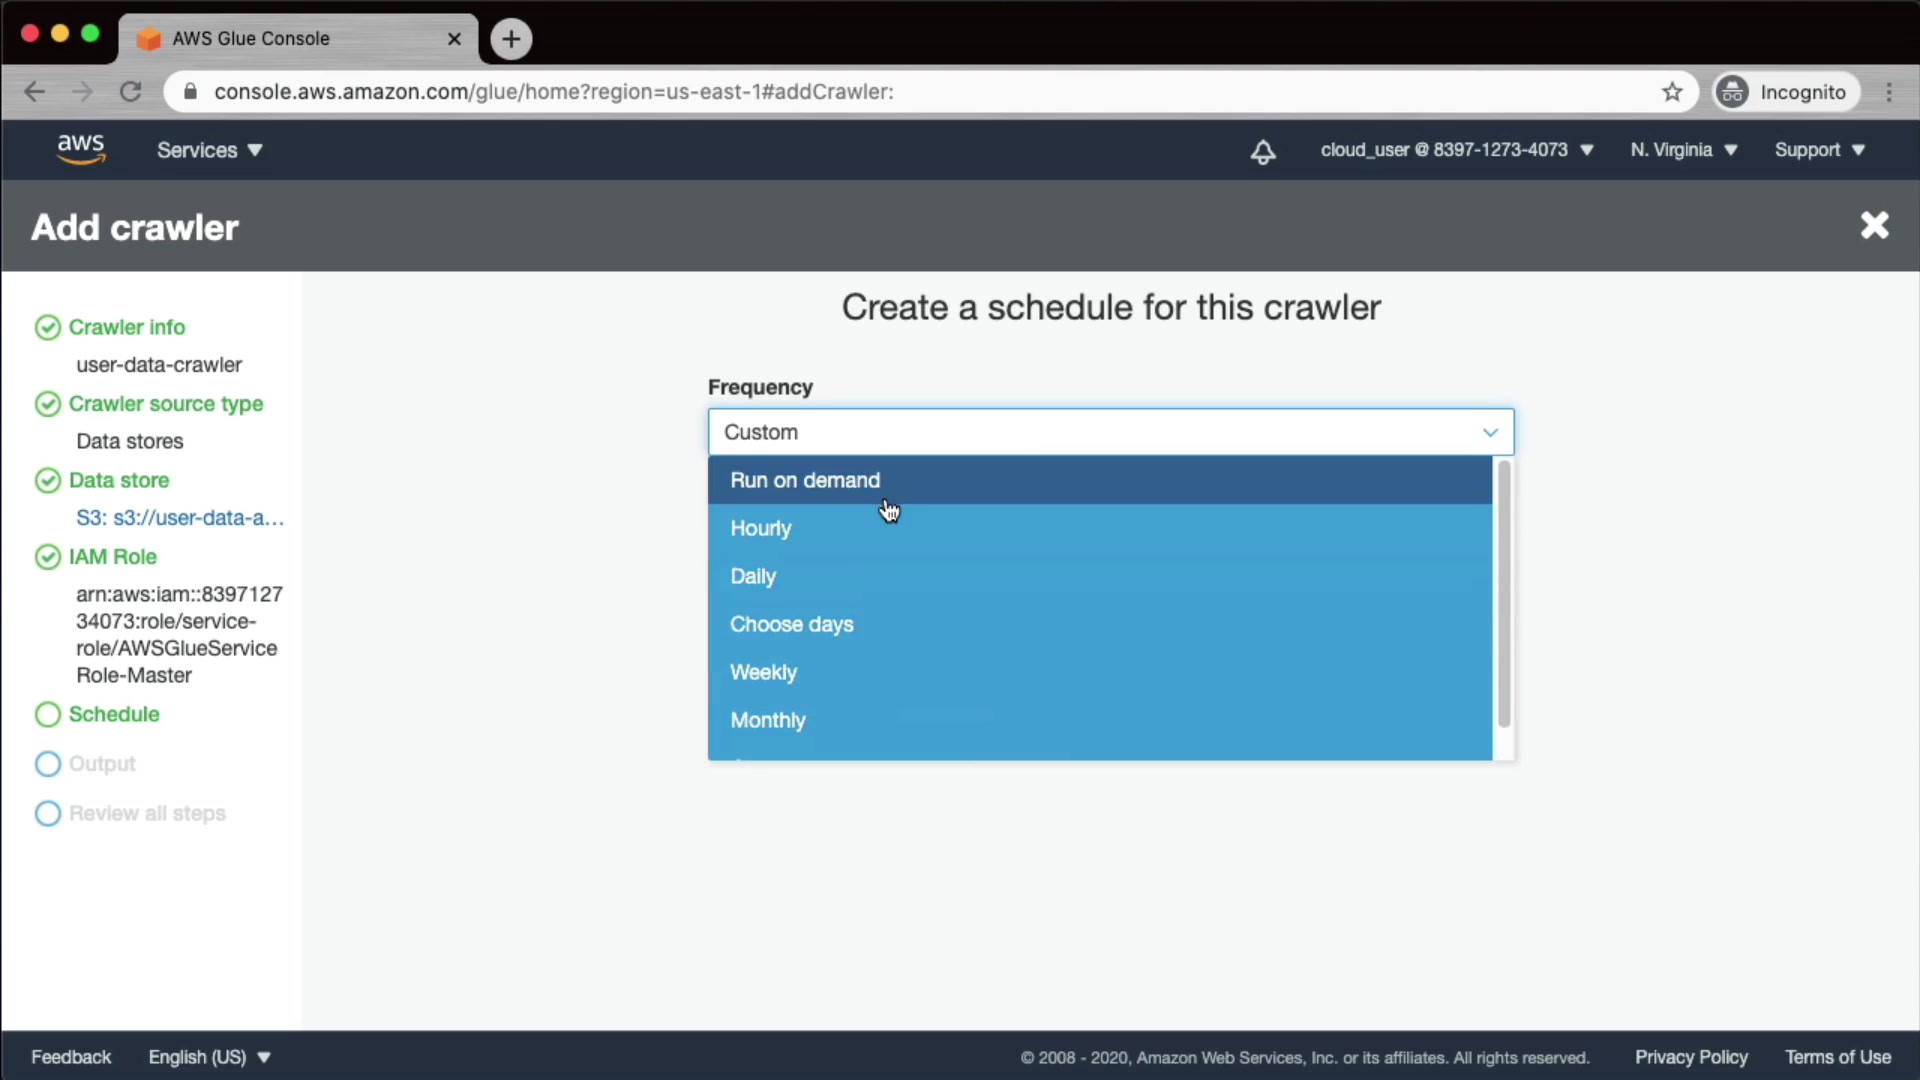 AWS Glue Console
console.aws.amazon.com/glue/home?region=us-east-1#addCrawler:
Incognito
aws
Services
cloud_user @ 8397-1273-4073
N. Virginia
Support
Add crawler
Crawler info
user-data-crawler
Crawler source type
Data stores
Data store
S3: s3://user-data-a...
IAM Role
arn:aws:iam::8397127
34073:role/service-
role/AWSGlueService
Role-Master
Schedule
Output
Review all steps
Create a schedule for this crawler
Frequency
Custom
Run on demand
Hourly
Daily
Choose days
Weekly
Monthly
Feedback
English (US)
© 2008 - 2020, Amazon Web Services, Inc. or its affiliates. All rights reserved.
Privacy Policy
Terms of Use